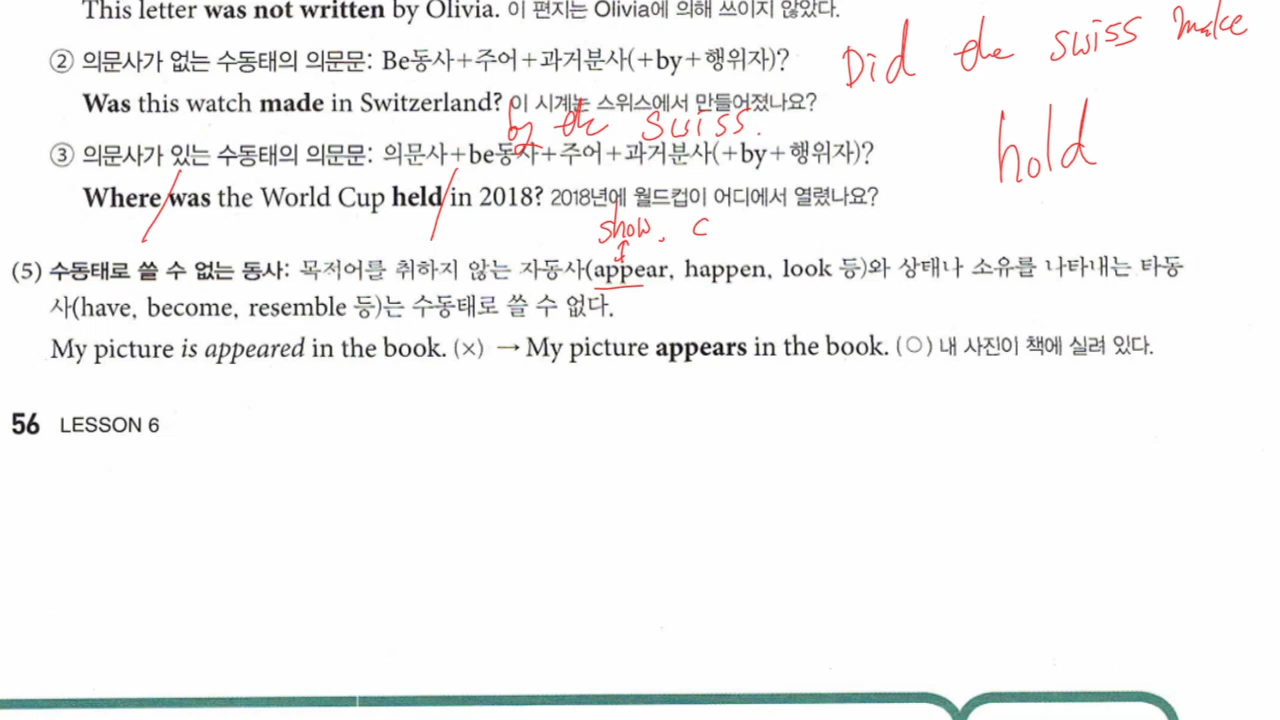 This letter was not written by Olivia. 이 편지는 Olivia에 의해 쓰이지 않았다.
② 의문사가 없는 수동태의 의문문: Be동사+주어+과거분사(+by+행위자)?
Did the swiss make
Was this watch made in Switzerland? 이 시계는 스위스에서 만들어졌나요?
by the swiss.
hold
③ 의문사가 있는 수동태의 의문문: 의문사+be동사+주어+과거분사(+by+행위자)?
Where was the World Cup held in 2018? 2018년에 월드컵이 어디에서 열렸나요?
show. c
(5) 수동태로 쓸 수 없는 동사: 목적어를 취하지 않는 자동사(appear, happen, look 등)와 상태나 소유를 나타내는 타동
사(have, become, resemble 등)는 수동태로 쓸 수 없다.
My picture is appeared in the book. (×) → My picture appears in the book. (○) 내 사진이 책에 실려 있다.
56 LESSON 6